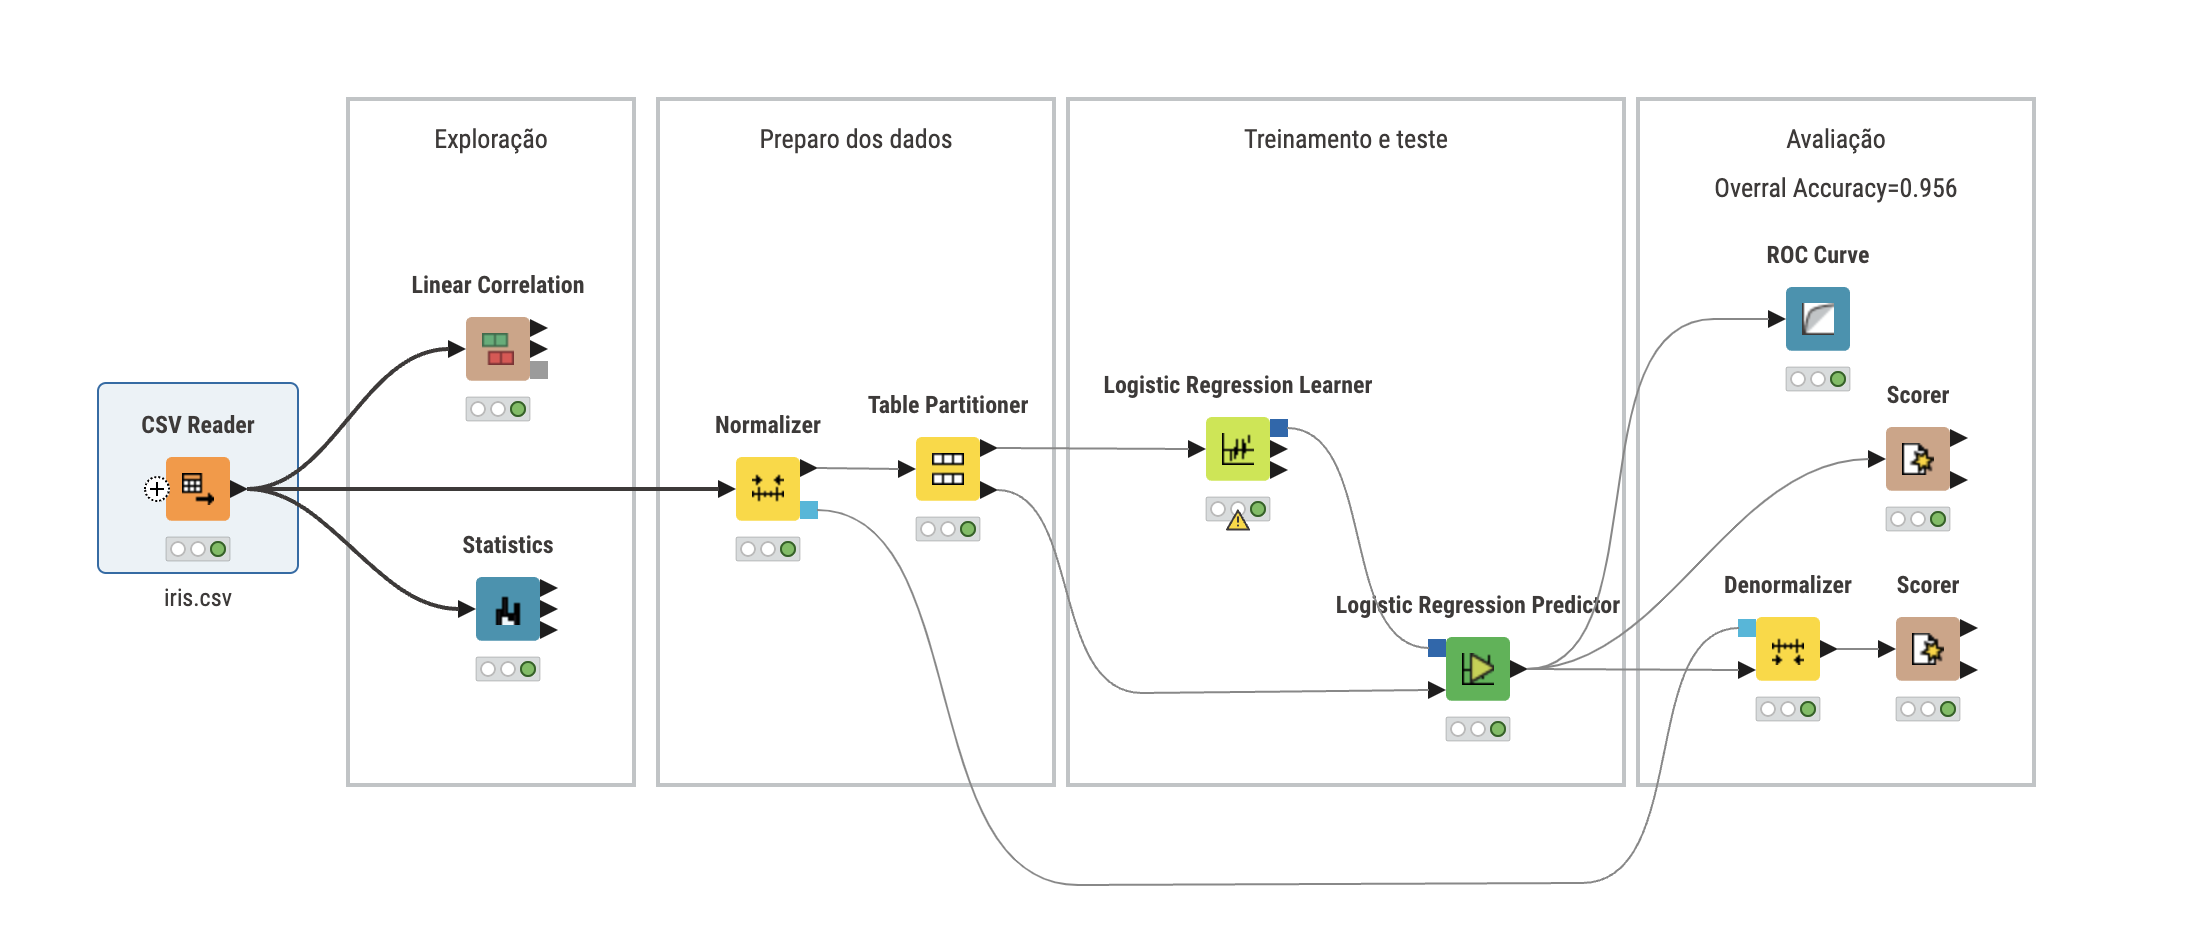 Exploração
Preparo dos dados
Treinamento e teste
Avaliação
Overral Accuracy=0.956
ROC Curve
Linear Correlation
Logistic Regression Learner
Scorer
Table Partitioner
CSV Reader
Normalizer
Statistics
Denormalizer
Scorer
iris.csv
Logistic Regression Predictor